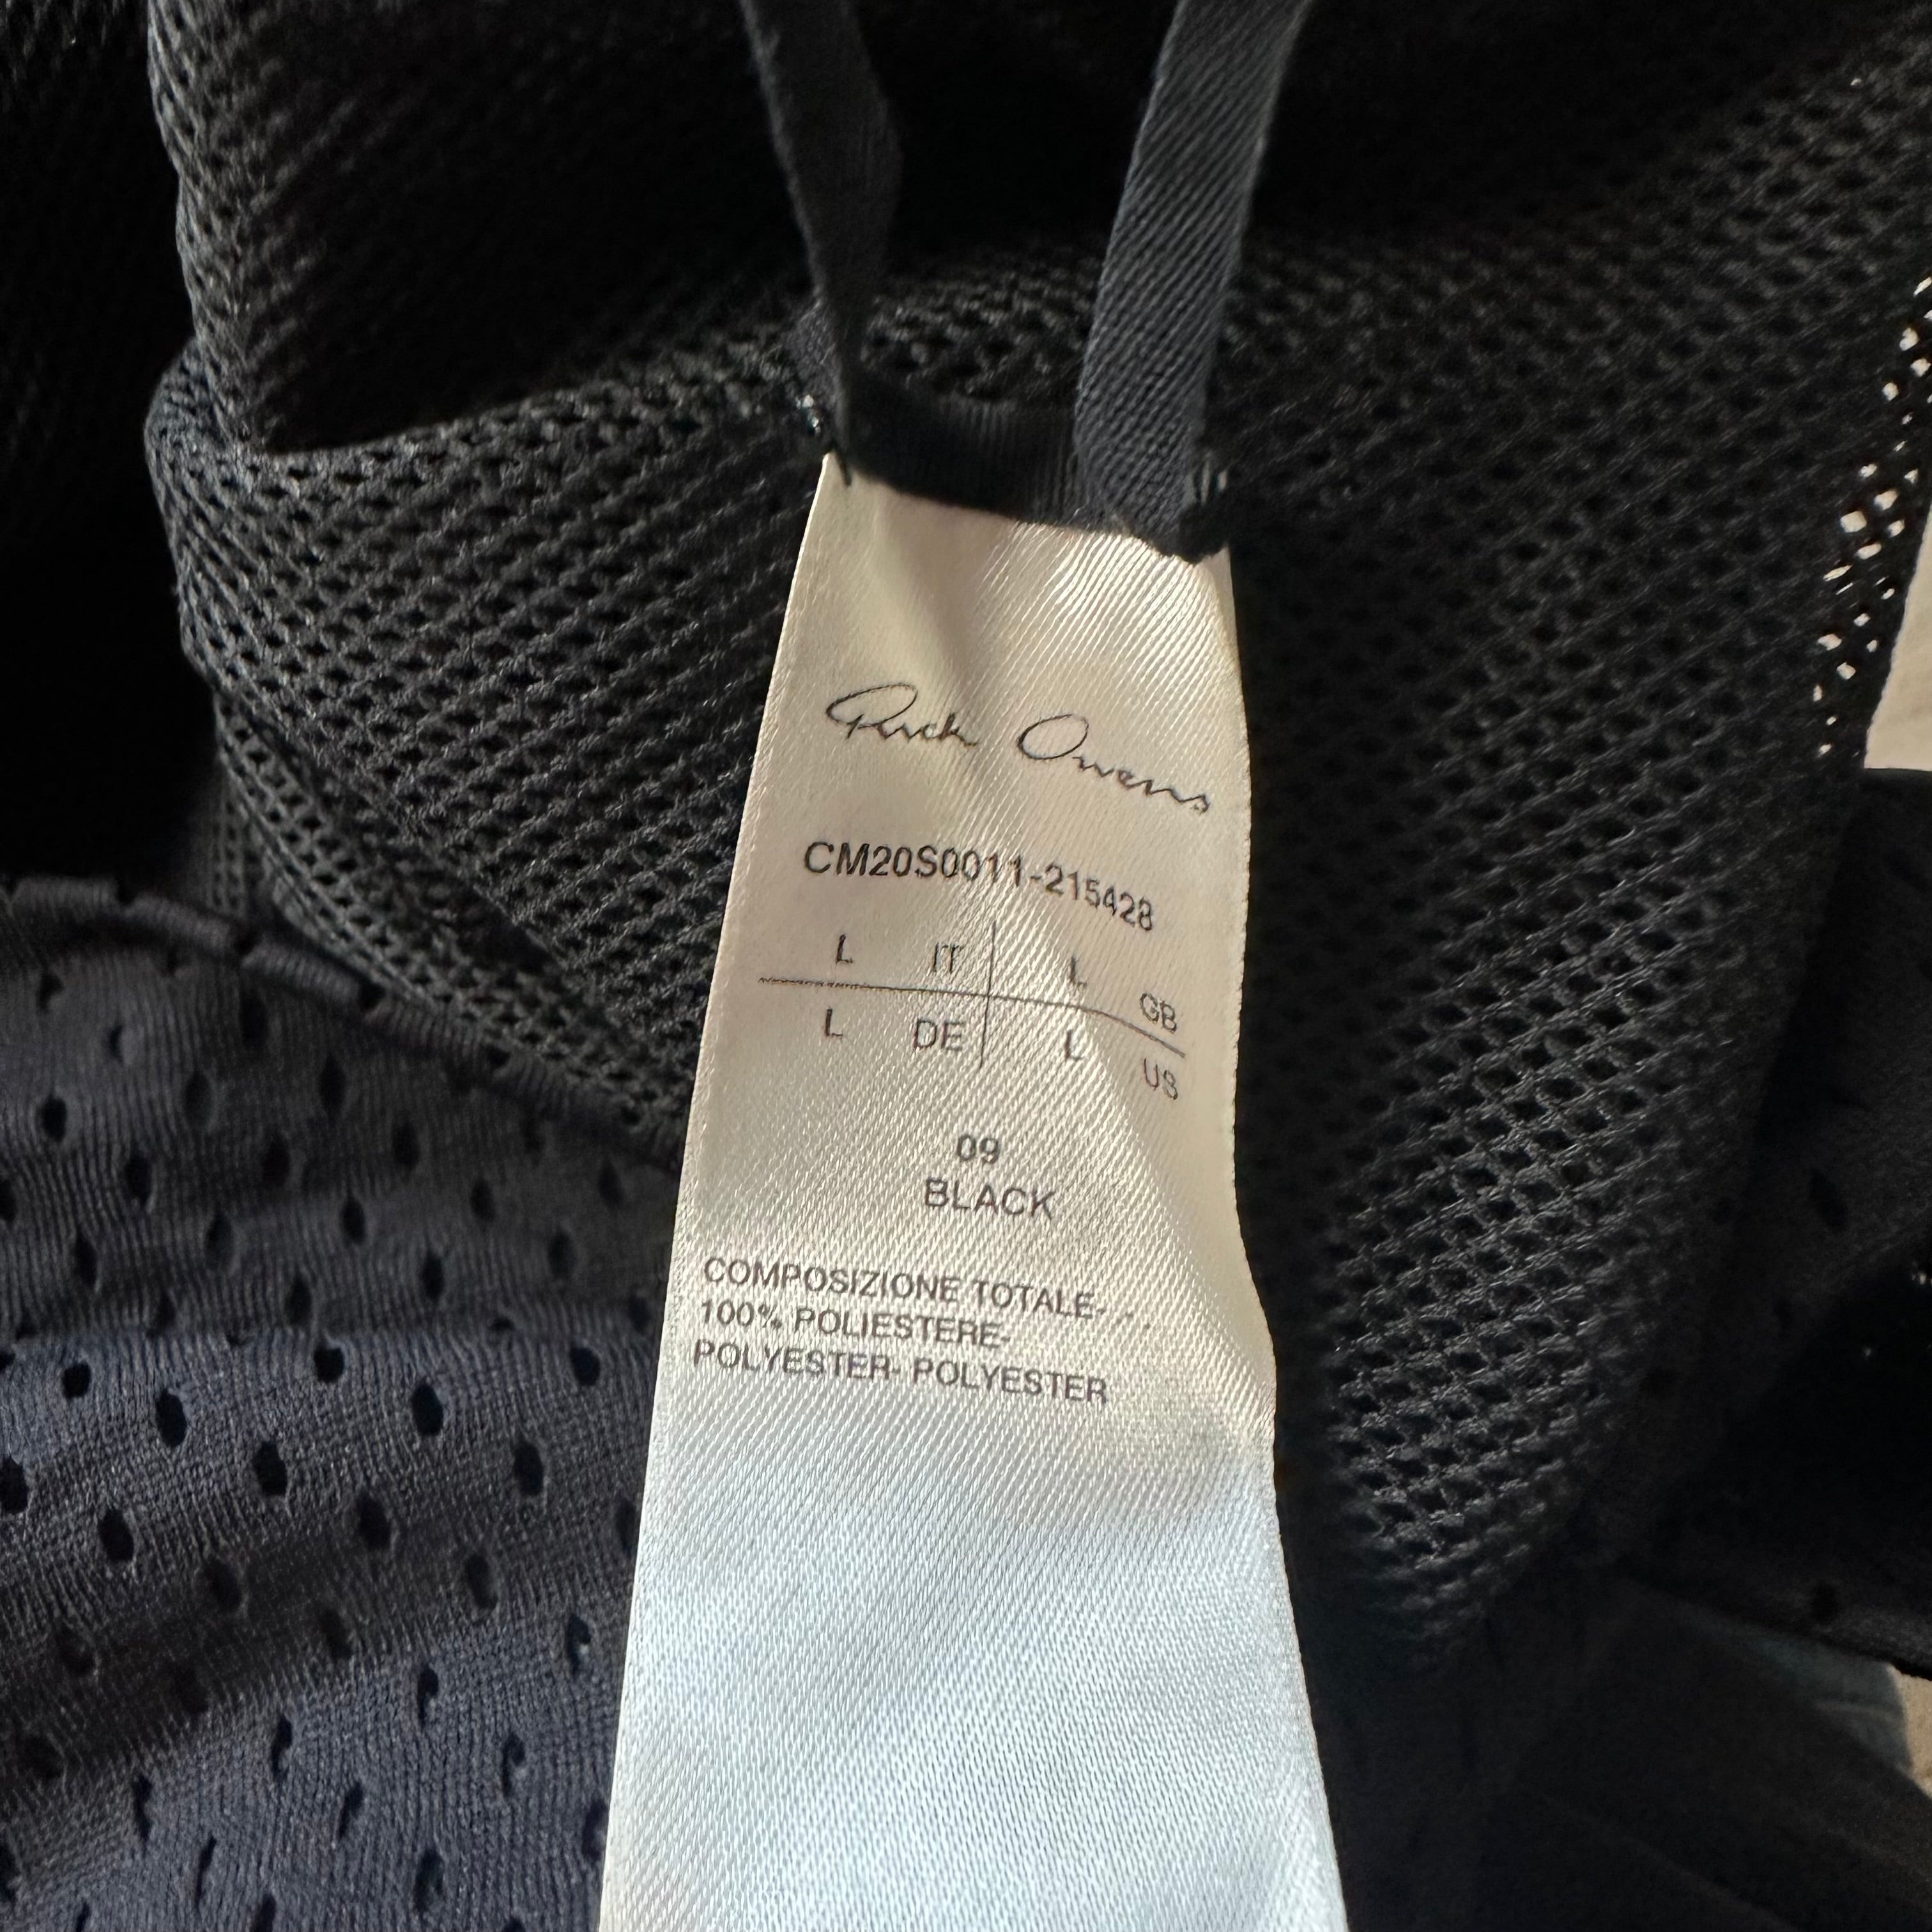 Rick Owens
CM20S0011-215428
L IT L GB
L DE L US
09
BLACK
COMPOSIZIONE TOTALE- - -
100% POLIESTERE-
POLYESTER- POLYESTER